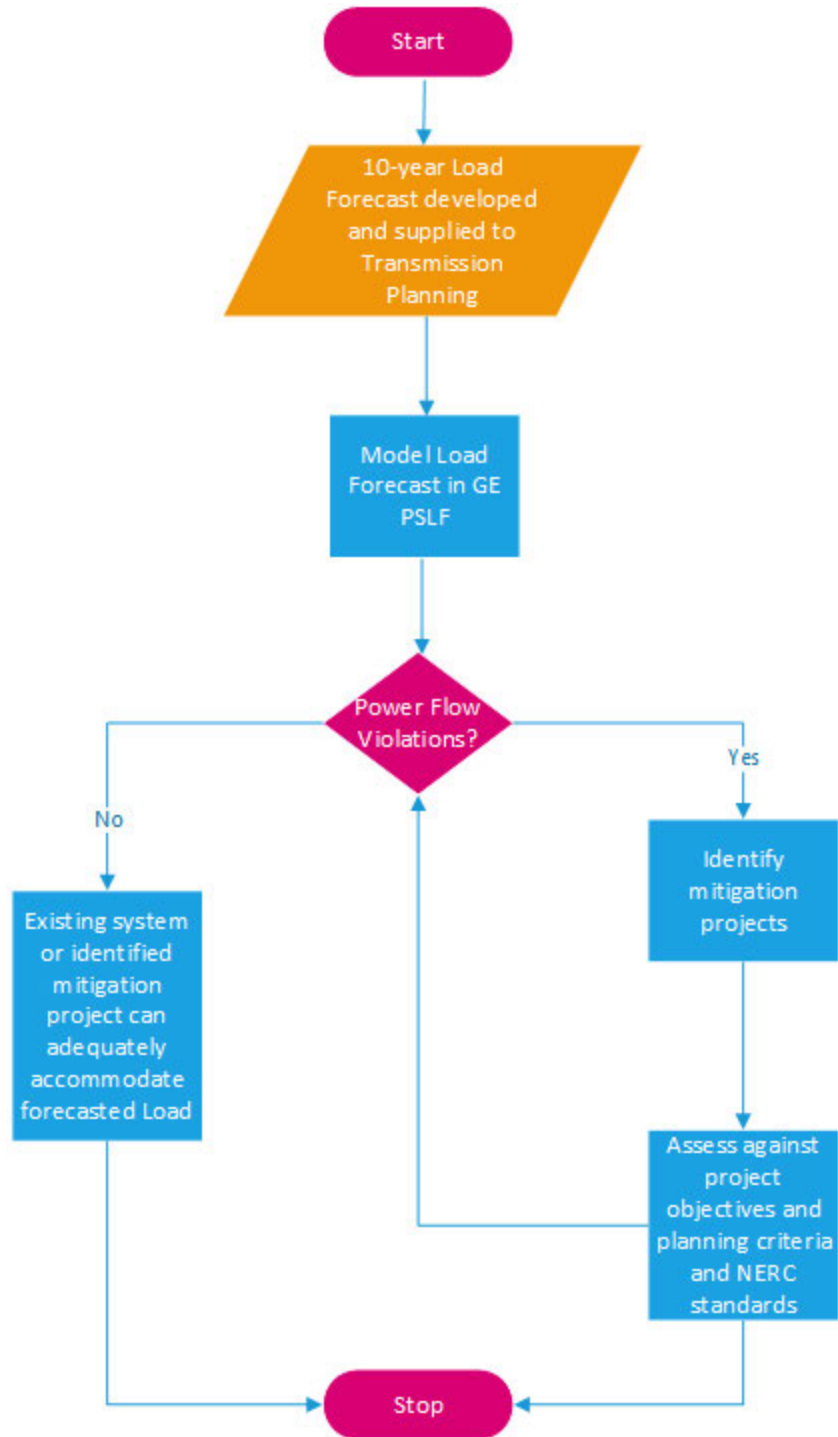 Start
10-year Load
Forecast developed
and supplied to
Transmission
Planning
Model Load
Forecast in GE
PSLF
Power Flow
Violations?
Yes
No
Identify
mitigation
projects
Existing system
or identified
mitigation
project can
adequately
accommodate
forecasted Load
Assess against
project
objectives and
planning criteria
and NERC
standards
Stop